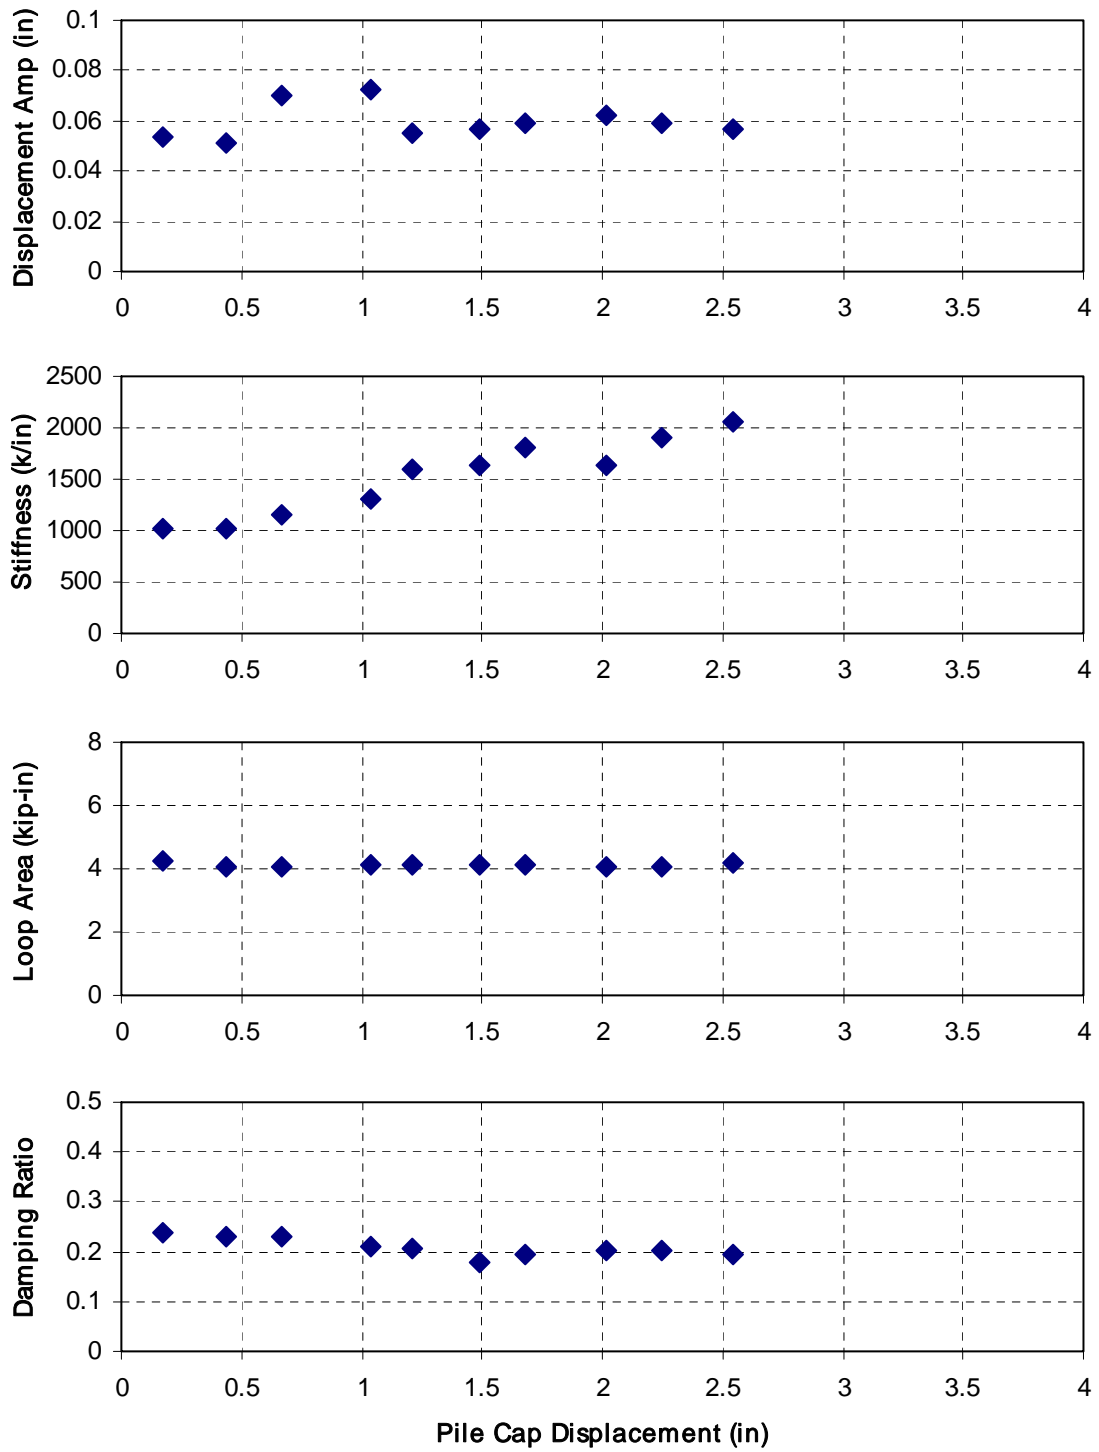 Displacement Amp (in)
0.1
0.08
0.06
0.04
0.02
0
0 0.5 1 1.5 2 2.5 3 3.5 4
Stiffness (k/in)
2500
2000
1500
1000
500
0
0 0.5 1 1.5 2 2.5 3 3.5 4
Loop Area (kip-in)
8
6
4
2
0
0 0.5 1 1.5 2 2.5 3 3.5 4
Damping Ratio
0.5
0.4
0.3
0.2
0.1
0
0 0.5 1 1.5 2 2.5 3 3.5 4
Pile Cap Displacement (in)